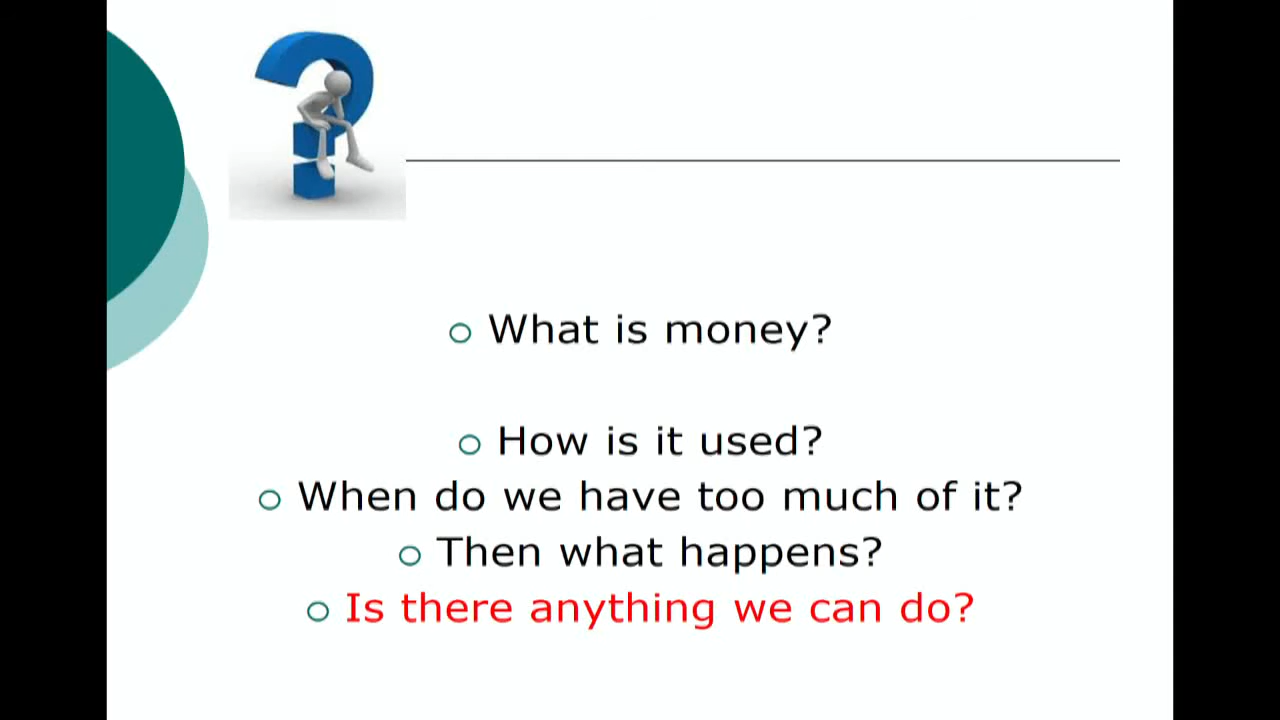 What is money?
How is it used?
When do we have too much of it?
Then what happens?
Is there anything we can do?